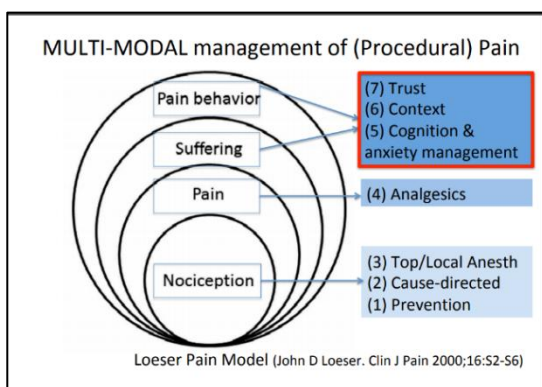 MULTI-MODAL management of (Procedural) Pain
Pain behavior
Suffering
Pain
Nociception
(7) Trust
(6) Context
(5) Cognition &
anxiety management
(4) Analgesics
(3) Top/Local Anesth
(2) Cause-directed
(1) Prevention
Loeser Pain Model (John D Loeser. Clin J Pain 2000;16:S2-S6)